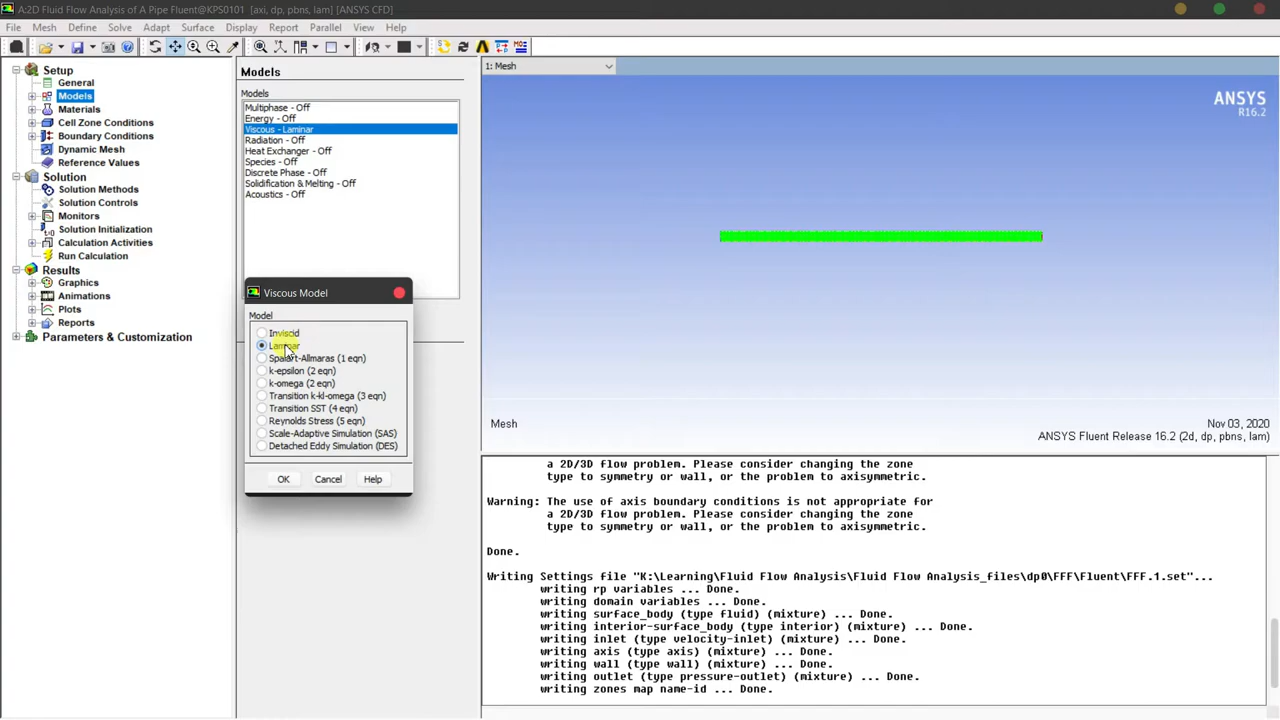 A:2D Fluid Flow Analysis of A Pipe Fluent@KPS0101 [axi, dp, pbns, lam] [ANSYS CFD]
File Mesh Define Solve Adapt Surface Display Report Parallel View Help
Setup
General
Models
Materials
Cell Zone Conditions
Boundary Conditions
Dynamic Mesh
Reference Values
Solution
Solution Methods
Solution Controls
Monitors
Solution Initialization
Calculation Activities
Run Calculation
Results
Graphics
Animations
Plots
Reports
Parameters & Customization
Models
Models
Multiphase - Off
Energy - Off
Viscous - Laminar
Radiation - Off
Heat Exchanger - Off
Species - Off
Discrete Phase - Off
Solidification & Melting - Off
Acoustics - Off
Viscous Model
Model
Inviscid
Laminar
Spalart-Allmaras (1 eqn)
k-epsilon (2 eqn)
k-omega (2 eqn)
Transition k-kl-omega (3 eqn)
Transition SST (4 eqn)
Reynolds Stress (5 eqn)
Scale-Adaptive Simulation (SAS)
Detached Eddy Simulation (DES)
OK Cancel Help
1: Mesh
ANSYS
R16.2
Mesh
Nov 03, 2020
ANSYS Fluent Release 16.2 (2d, dp, pbns, lam)
a 2D/3D flow problem. Please consider changing the zone
type to symmetry or wall, or the problem to axisymmetric.
Warning: The use of axis boundary conditions is not appropriate for
a 2D/3D flow problem. Please consider changing the zone
type to symmetry or wall, or the problem to axisymmetric.
Done.
Writing Settings file "K:\Learning\Fluid Flow Analysis\Fluid Flow Analysis_files\dp0\FFF\Fluent\FFF.1.set"...
writing rp variables ... Done.
writing domain variables ... Done.
writing surface_body (type fluid) (mixture) ... Done.
writing interior-surface_body (type interior) (mixture) ... Done.
writing inlet (type velocity-inlet) (mixture) ... Done.
writing axis (type axis) (mixture) ... Done.
writing wall (type wall) (mixture) ... Done.
writing outlet (type pressure-outlet) (mixture) ... Done.
writing zones map name-id ... Done.